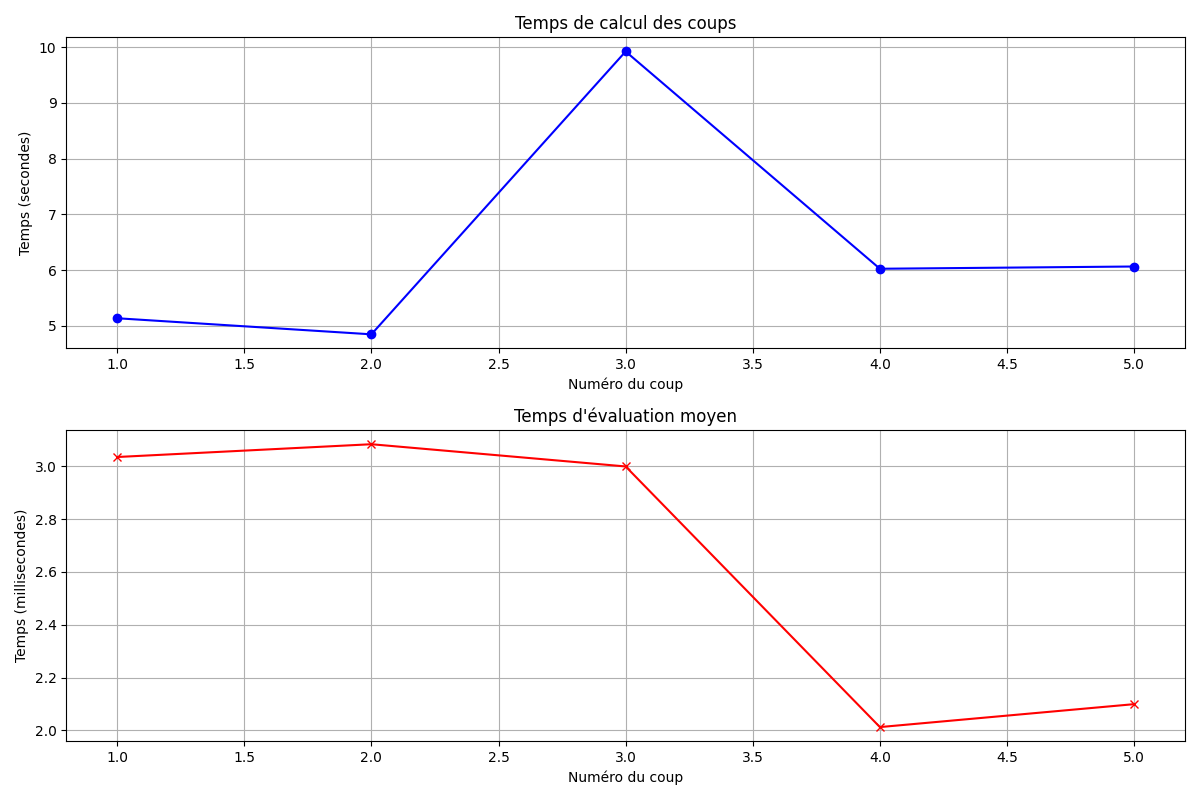 Temps de calcul des coups
10
9
8
7
6
5
Temps (secondes)
1.0 1.5 2.0 2.5 3.0 3.5 4.0 4.5 5.0
Numéro du coup
Temps d'évaluation moyen
3.0
2.8
2.6
2.4
2.2
2.0
Temps (millisecondes)
1.0 1.5 2.0 2.5 3.0 3.5 4.0 4.5 5.0
Numéro du coup